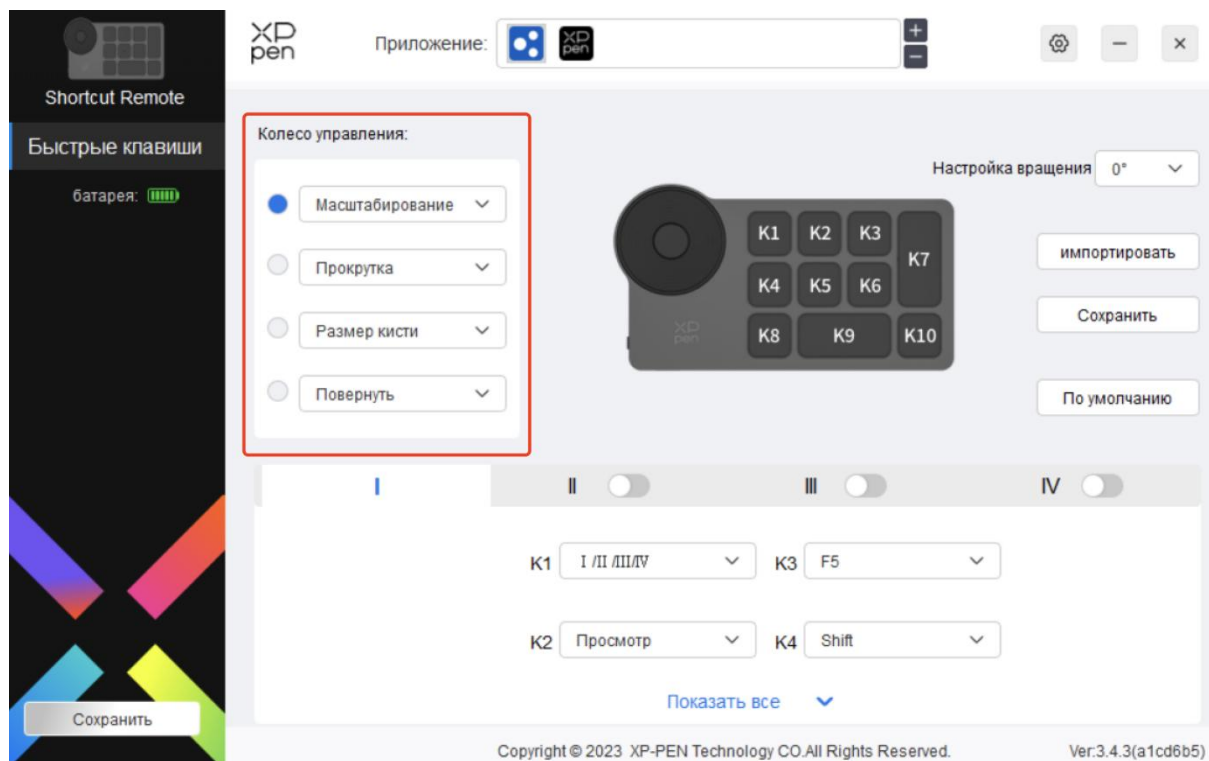 XP
pen
Приложение:
XP
pen
Shortcut Remote
Быстрые клавиши
батарея:
Колесо управления:
Масштабирование
Прокрутка
Размер кисти
Повернуть
Настройка вращения 0°
K1 K2 K3
K7
K4 K5 K6
K8 K9 K10
XP
pen
импортировать
Сохранить
По умолчанию
I II III IV
K1 I /II /III/IV K3 F5
K2 Просмотр K4 Shift
Показать все
Сохранить
Copyright © 2023 XP-PEN Technology CO.All Rights Reserved. Ver:3.4.3(a1cd6b5)